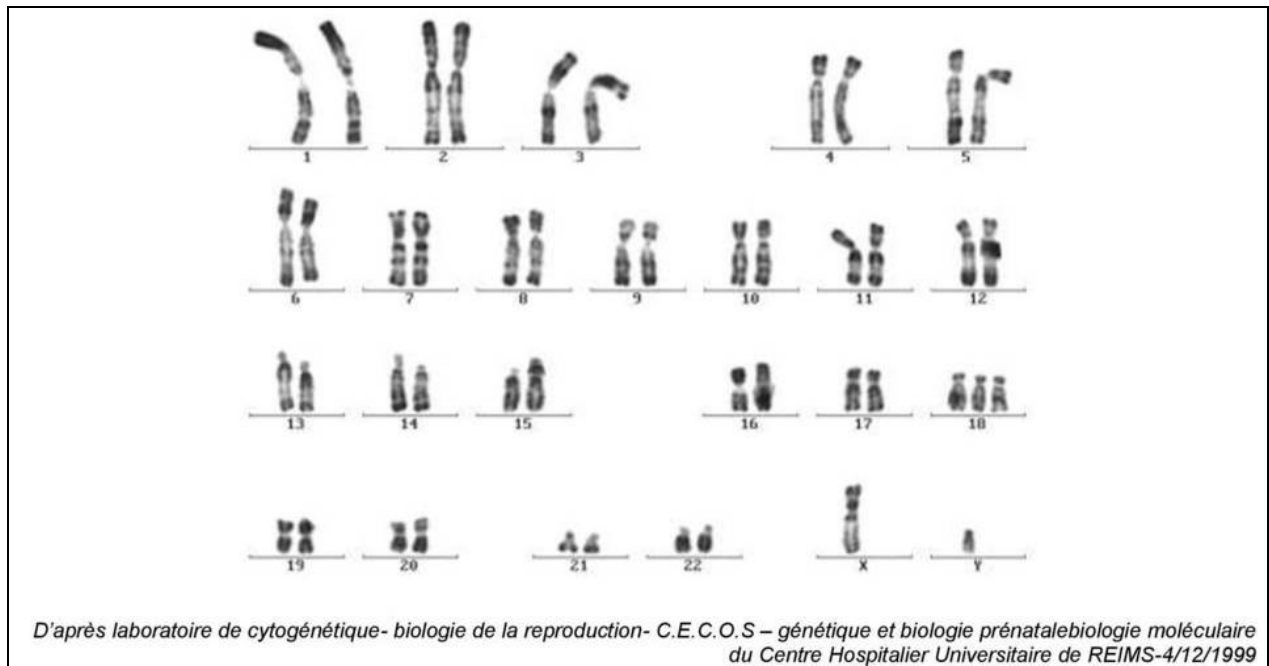 1 2 3 4 5
6 7 8 9 10 11 12
13 14 15 16 17 18
19 20 21 22 X Y
D'après laboratoire de cytogénétique- biologie de la reproduction- C.E.C.O.S – génétique et biologie prénatalebiologie moléculaire
du Centre Hospitalier Universitaire de REIMS-4/12/1999